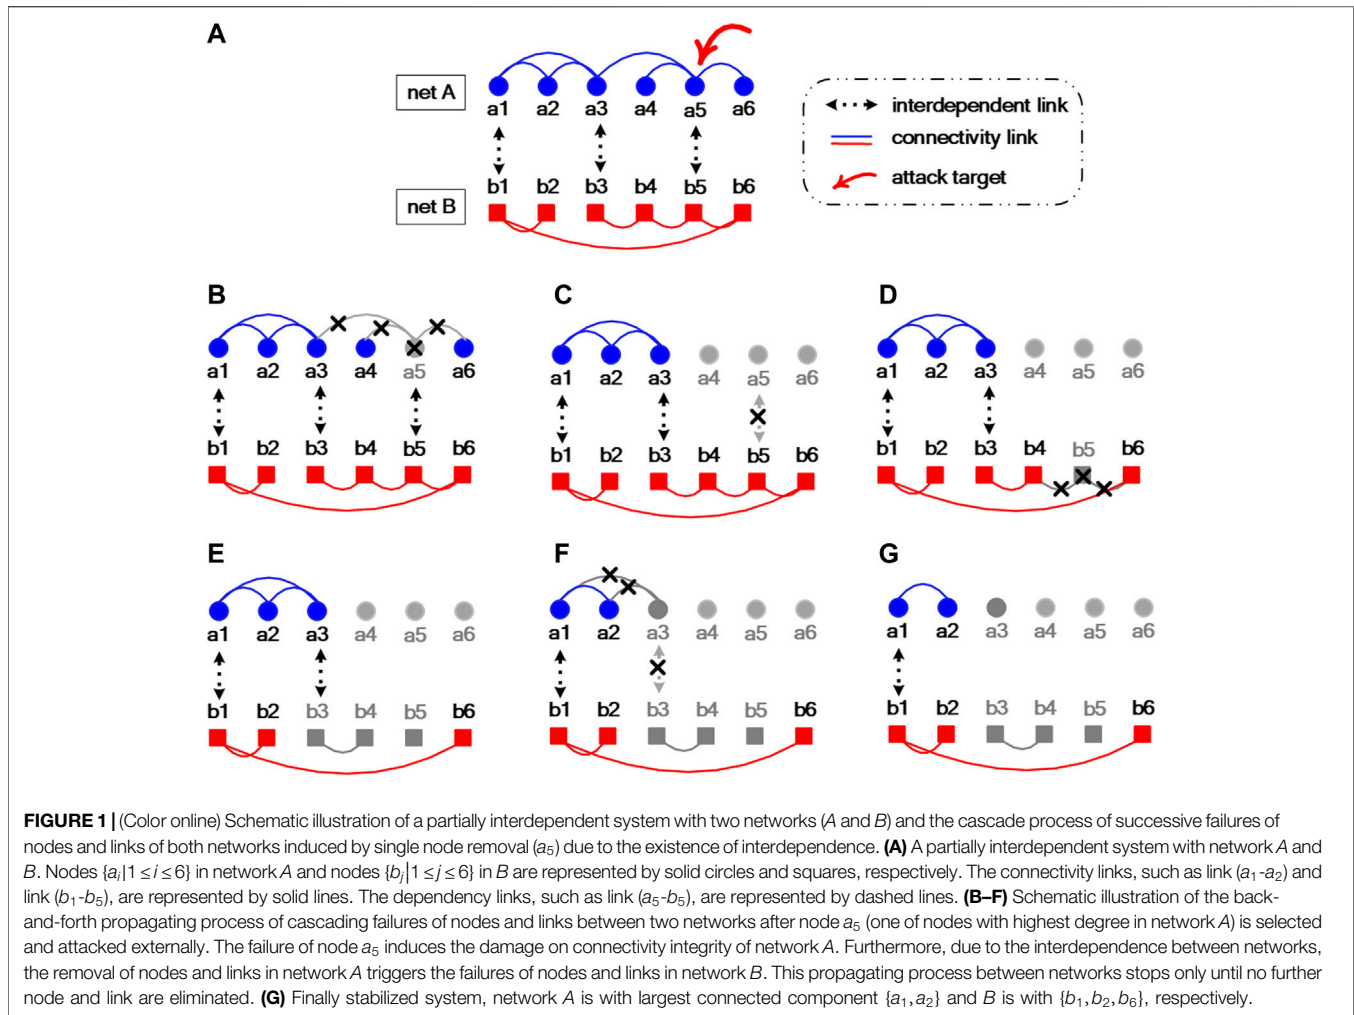 A
net A
a1 a2 a3 a4 a5 a6
interdependent link
connectivity link
attack target
b1 b2 b3 b4 b5 b6
net B
B
a1 a2 a3 a4 a5 a6
b1 b2 b3 b4 b5 b6
C
a1 a2 a3 a4 a5 a6
b1 b2 b3 b4 b5 b6
D
a1 a2 a3 a4 a5 a6
b1 b2 b3 b4 b5 b6
E
a1 a2 a3 a4 a5 a6
b1 b2 b3 b4 b5 b6
F
a1 a2 a3 a4 a5 a6
b1 b2 b3 b4 b5 b6
G
a1 a2 a3 a4 a5 a6
b1 b2 b3 b4 b5 b6
FIGURE 1 | (Color online) Schematic illustration of a partially interdependent system with two networks (A and B) and the cascade process of successive failures of
nodes and links of both networks induced by single node removal (a5) due to the existence of interdependence. (A) A partially interdependent system with network A and
B. Nodes {ai|1 ≤ i ≤ 6} in network A and nodes {bj|1 ≤ j ≤ 6} in B are represented by solid circles and squares, respectively. The connectivity links, such as link (a1-a2) and
link (b1-b5), are represented by solid lines. The dependency links, such as link (a5-b5), are represented by dashed lines. (B–F) Schematic illustration of the back-
and-forth propagating process of cascading failures of nodes and links between two networks after node a5 (one of nodes with highest degree in network A) is selected
and attacked externally. The failure of node a5 induces the damage on connectivity integrity of network A. Furthermore, due to the interdependence between networks,
the removal of nodes and links in network A triggers the failures of nodes and links in network B. This propagating process between networks stops only until no further
node and link are eliminated. (G) Finally stabilized system, network A is with largest connected component {a1,a2} and B is with {b1,b2,b6}, respectively.